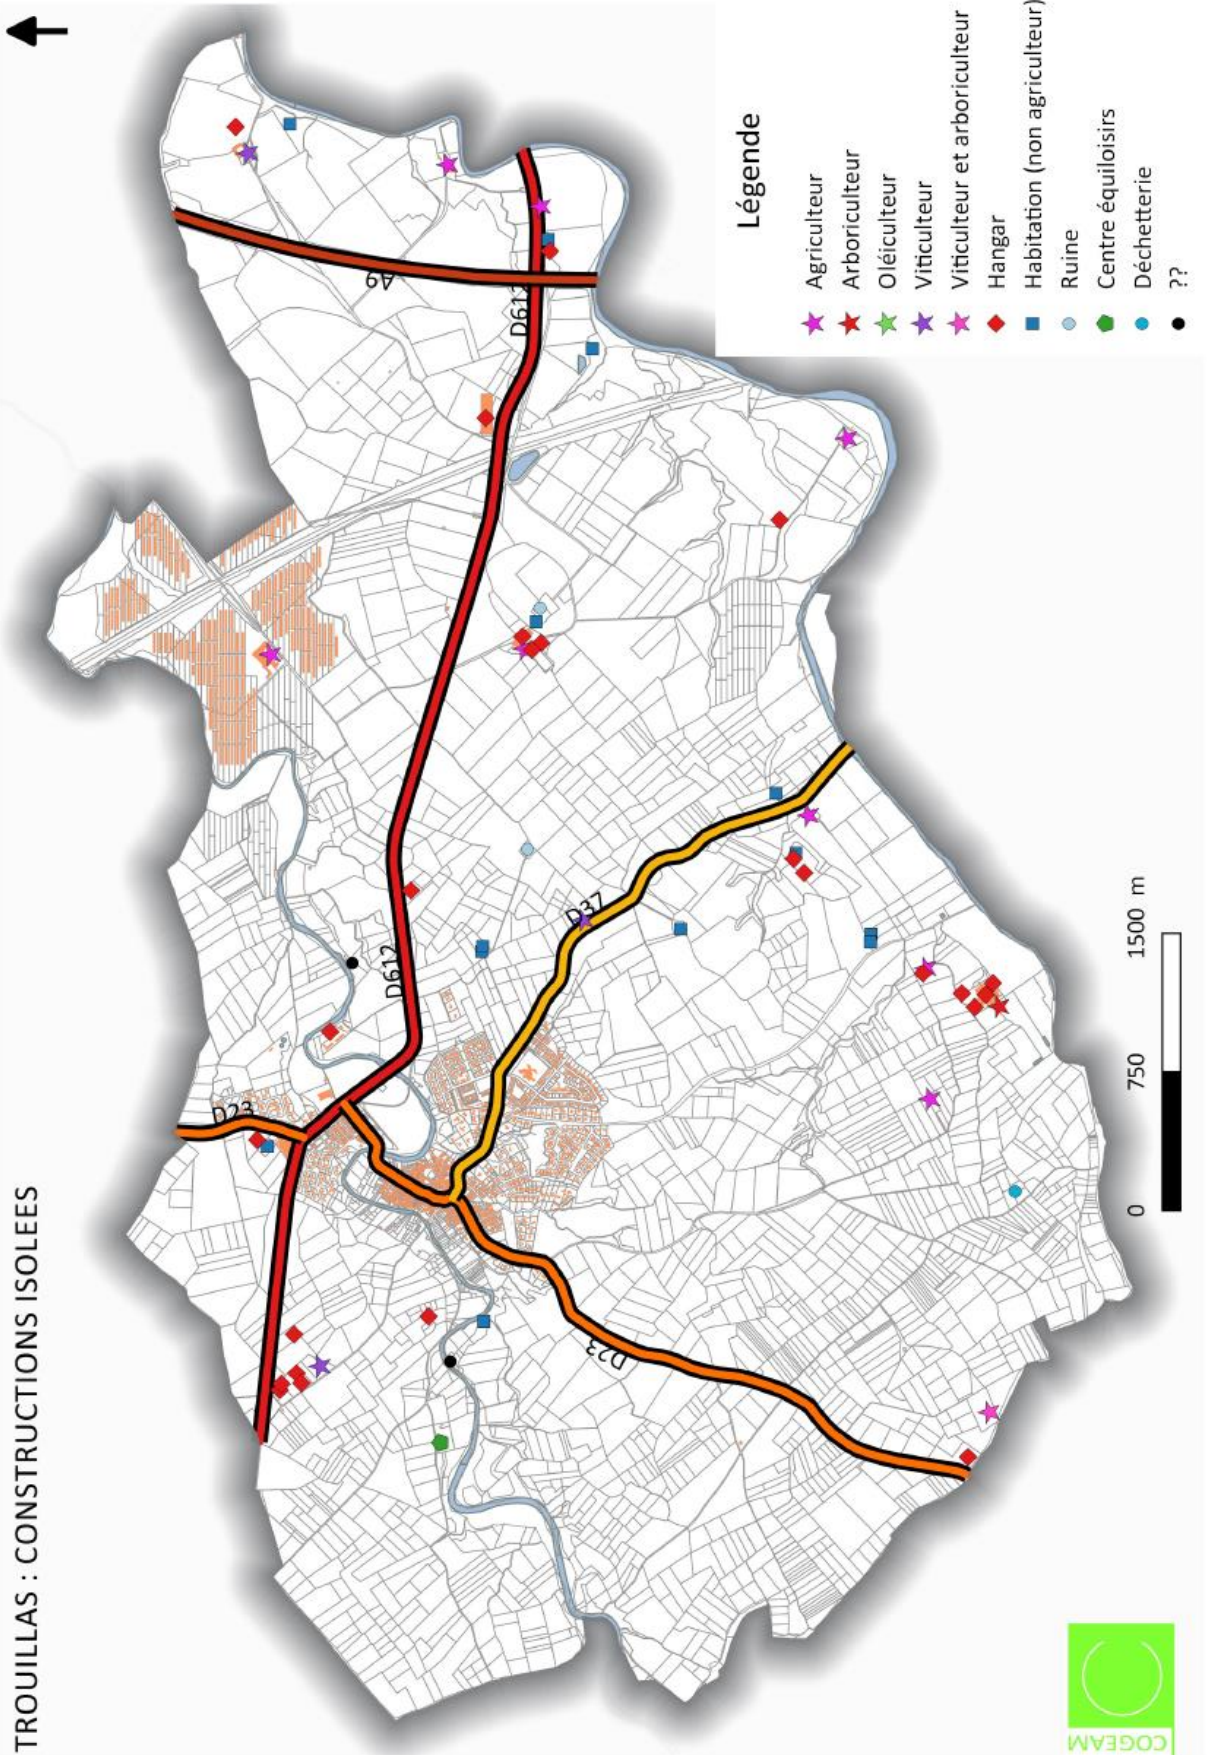 TROUILLAS : CONSTRUCTIONS ISOLEES
D23
D612
D612
A9
D37
D23
Légende
Agriculteur
Arboriculteur
Oléiculteur
Viticulteur
Viticulteur et arboriculteur
Hangar
Habitation (non agriculteur)
Ruine
Centre équiloisirs
Déchetterie
??
0 750 1500 m
COGEAM